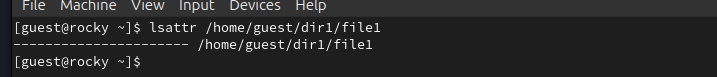 File Machine View Input Devices Help
[guest@rocky ~]$ lsattr /home/guest/dir1/file1
---------------------- /home/guest/dir1/file1
[guest@rocky ~]$